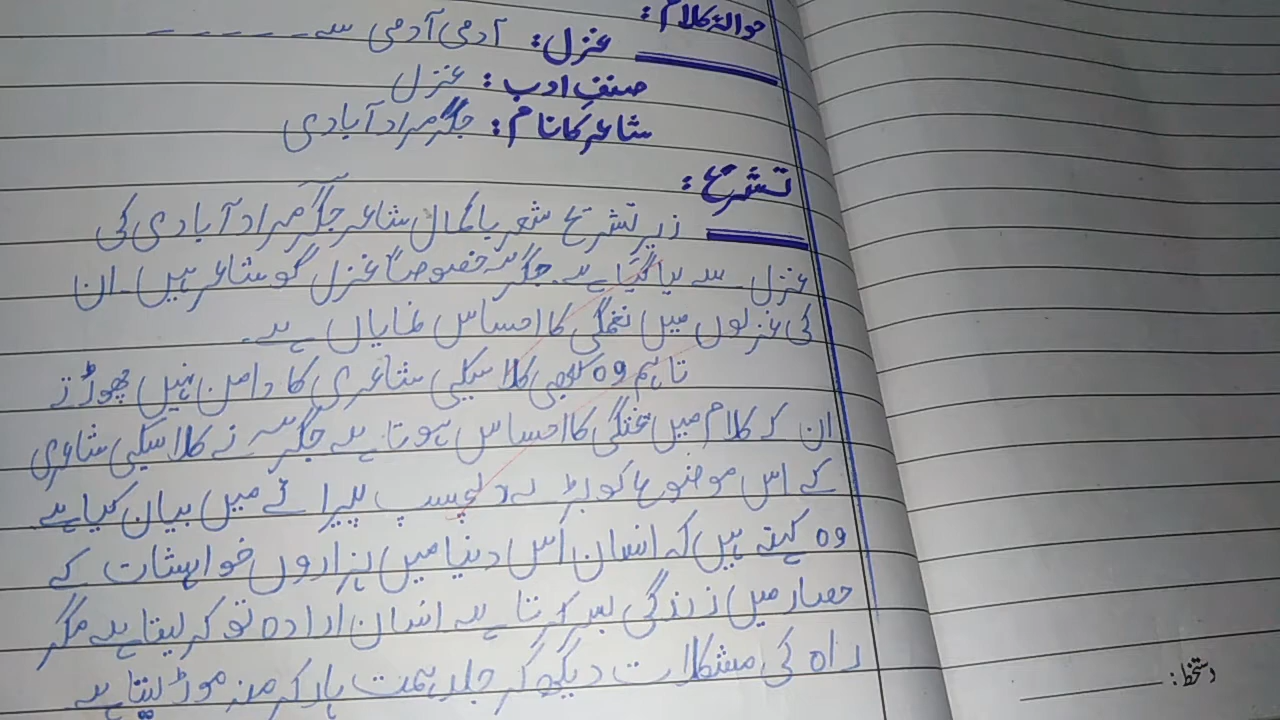 حوالۂ کلام:
غزل: آدمی آدمی سے -----
صنفِ ادب: غزل
شاعر کا نام: جگر مراد آبادی
تشریح:
زیرِ تشریح شعر باکمال شاعر جگر مراد آبادی کی
غزل سے لیا گیا ہے۔ جگر خصوصاً غزل گو شاعر ہیں۔ ان
کی غزلوں میں نغمگی کا احساس نمایاں ہے۔
تاہم وہ کبھی کلاسیکی شاعری کا دامن نہیں چھوڑتے
ان کے کلام میں پختگی کا احساس ہوتا ہے جگر نے کلاسیکی شاعری
کے اس موضوع کو بڑے دلچسپ پیرائے میں بیان کیا ہے
وہ کہتے ہیں کہ انسان اس دنیا میں ہزاروں خواہشات کے
حصار میں زندگی بسر کرتا ہے انسان ارادہ تو کر لیتا ہے مگر
راہ کی مشکلات دیکھ کر جلد ہمت ہار کر منہ موڑ لیتا ہے
دستخط: